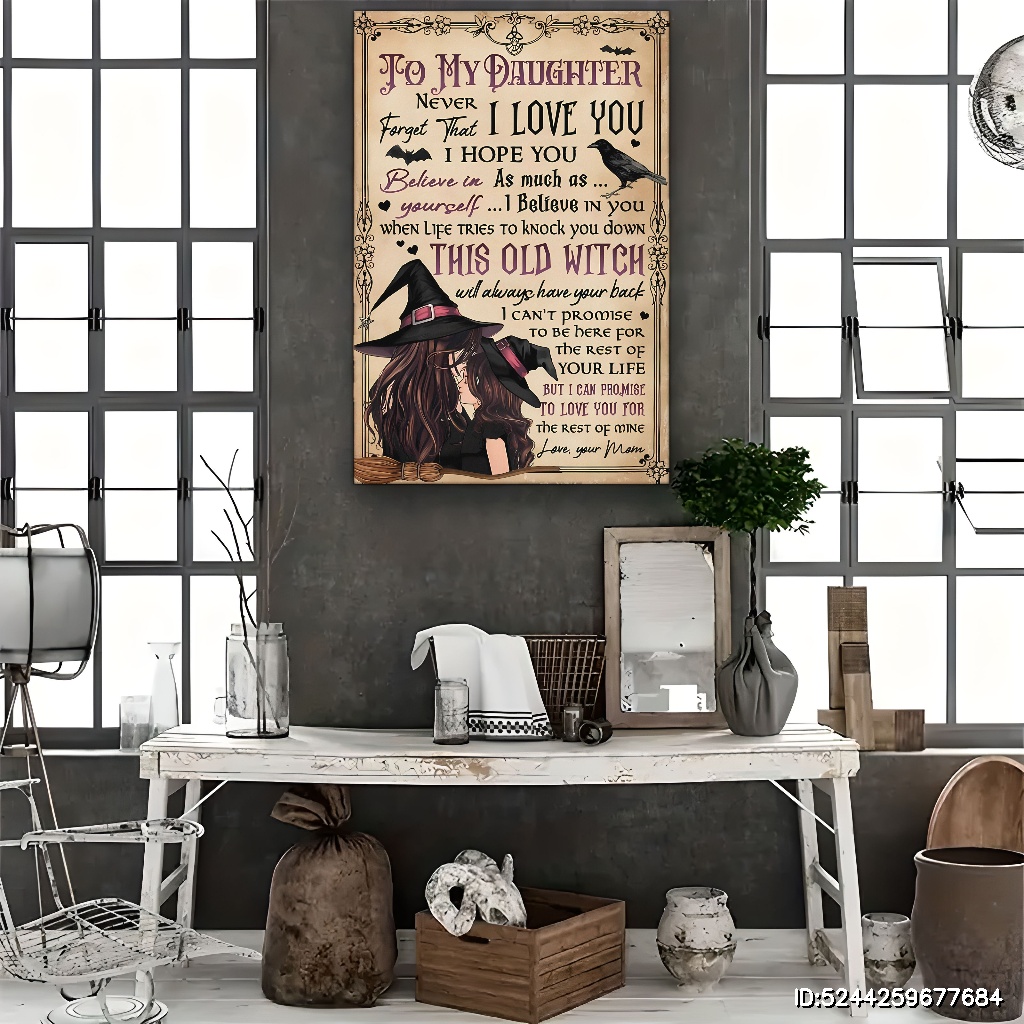 To My Daughter
Never
Forget That I LOVE YOU
I HOPE YOU
Believe in As much as ...
yourself ...I Believe IN YOU
WHEN LIFE TRIES TO KNOCK YOU DOWN
THIS OLD WITCH
will always have your back
I CAN'T PROMISE
TO BE HERE FOR
THE REST OF
YOUR LIFE
BUT I CAN PROMISE
TO LOVE YOU FOR
THE REST OF MINE
Love, your Mom
ID:5244259677684